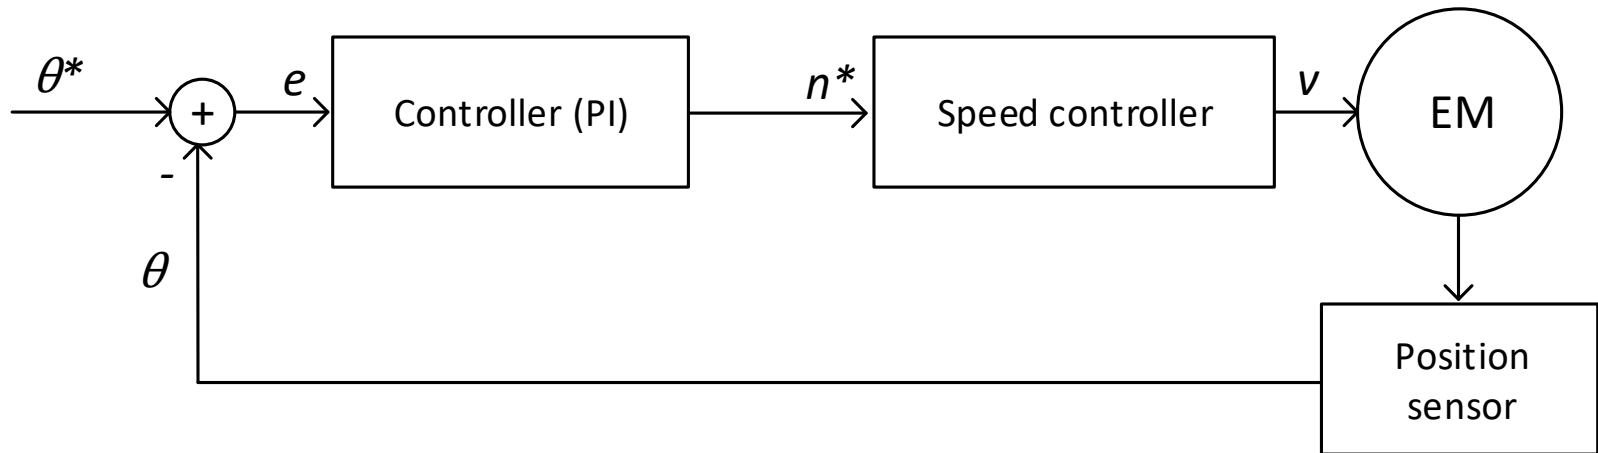 θ*
e
Controller (PI)
n*
Speed controller
v
EM
+
-
θ
Position
sensor